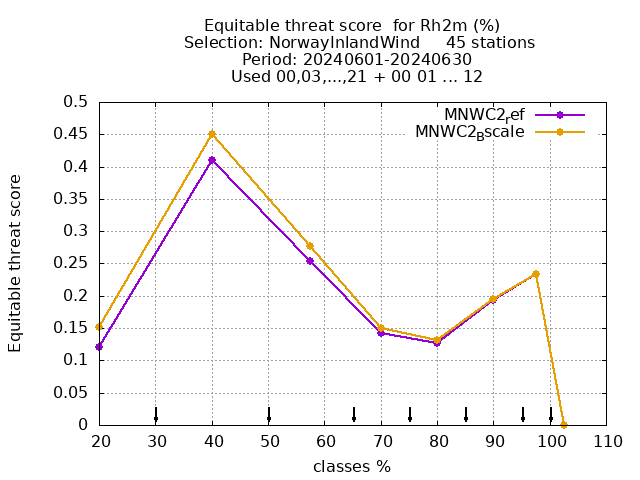 Equitable threat score  for Rh2m (%)
Selection: NorwayInlandWind     45 stations
Period: 20240601-20240630
Used 00,03,...,21 + 00 01 ... 12
MNWC2ref
MNWC2Bscale
Equitable threat score
0.5
0.45
0.4
0.35
0.3
0.25
0.2
0.15
0.1
0.05
0
20 30 40 50 60 70 80 90 100 110
classes %